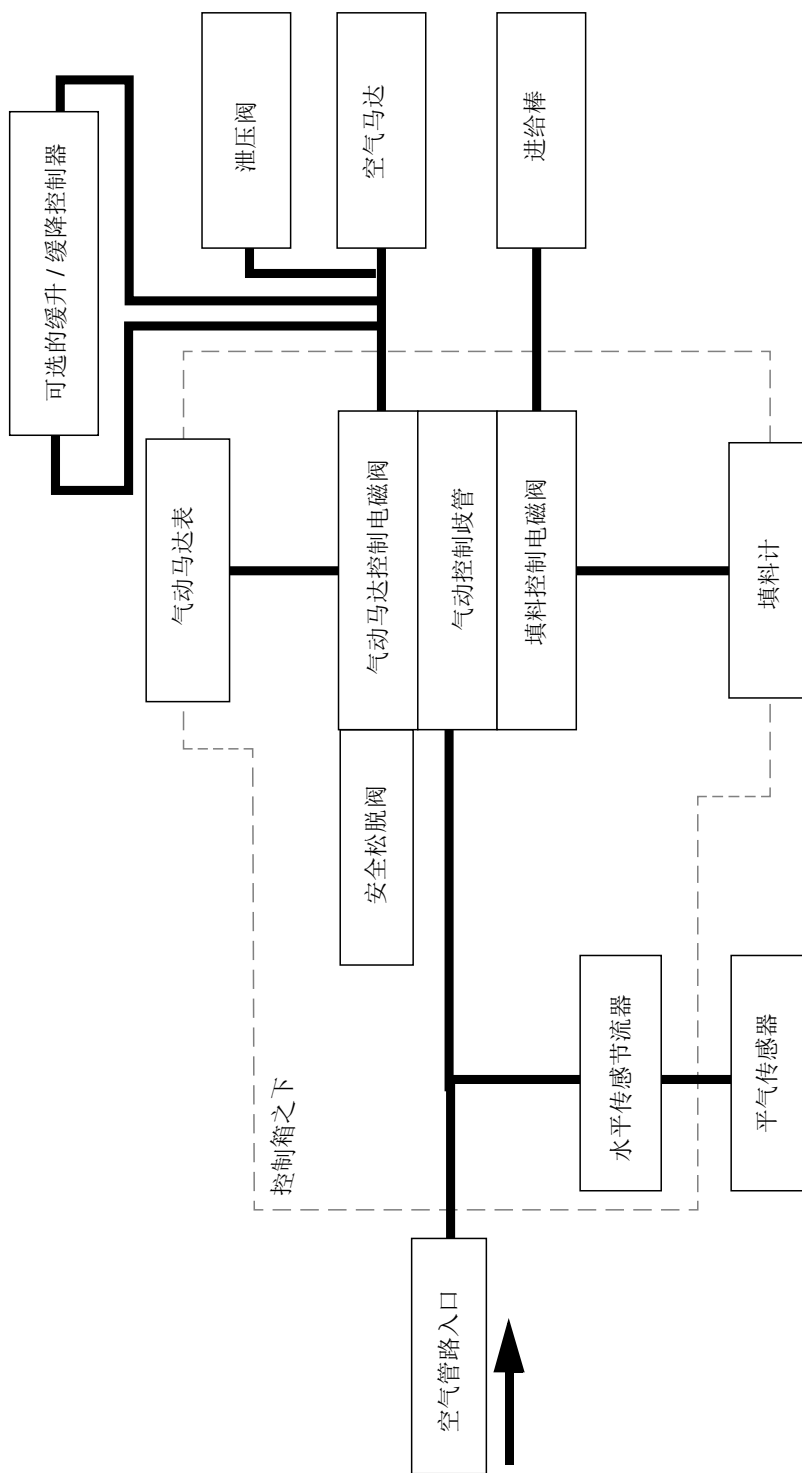 可选的缓升 / 缓降控制器
泄压阀
空气马达
进给棒
气动马达表
气动马达控制电磁阀
气动控制歧管
填料控制电磁阀
填料计
安全松脱阀
控制箱之下
水平传感节流器
平气传感器
空气管路入口